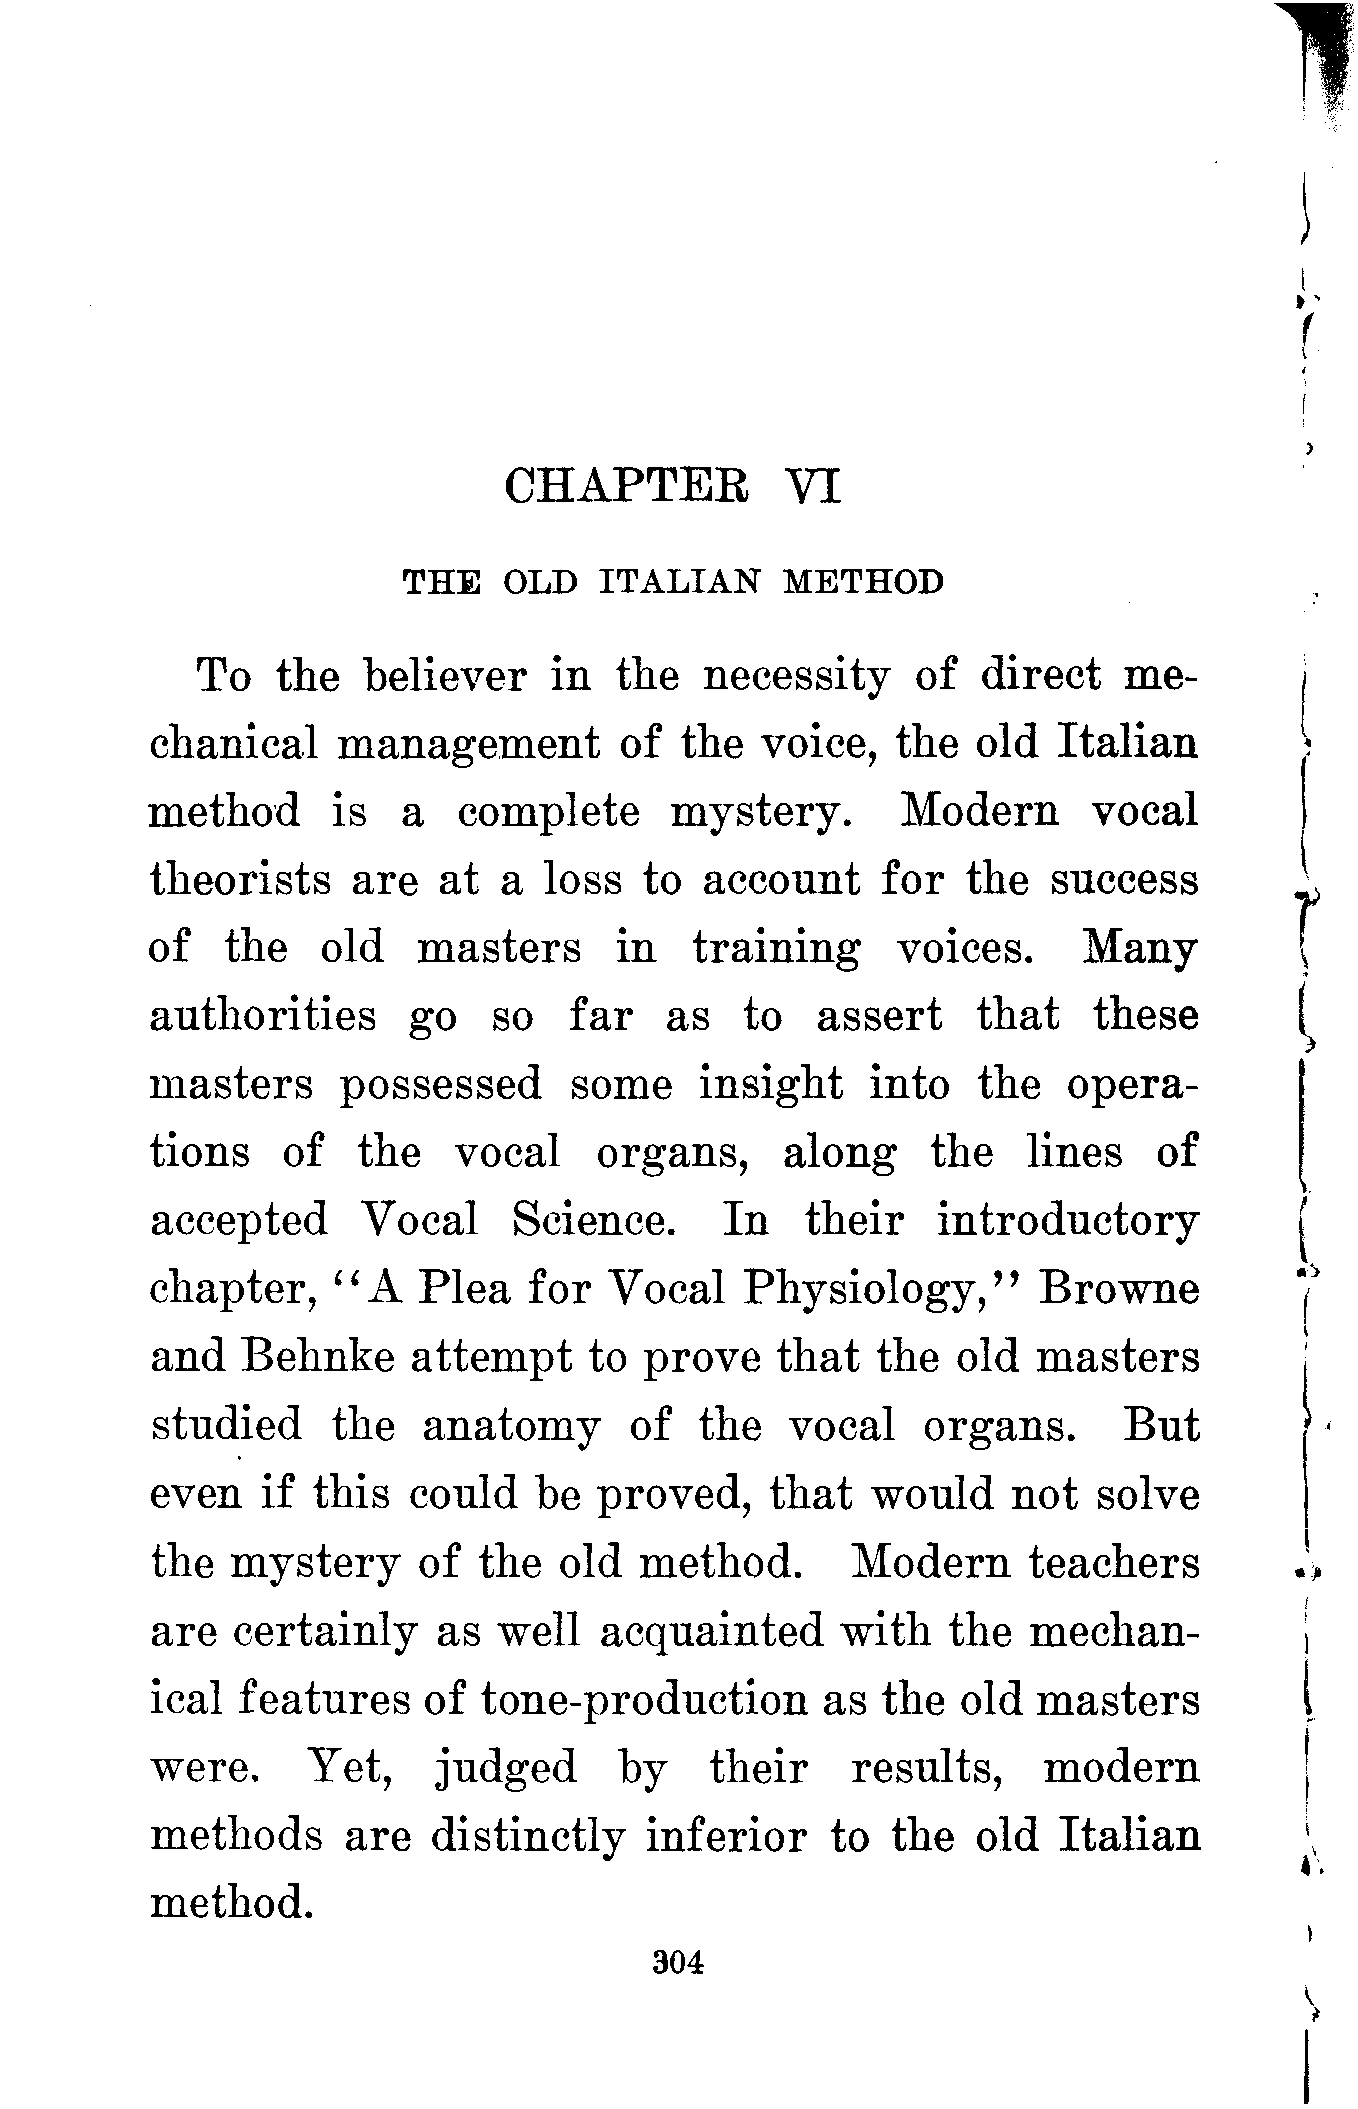 CHAPTER VI
THE OLD ITALIAN METHOD
To the believer in the necessity of direct me-
chanical management of the voice, the old Italian
method is a complete mystery. Modern vocal
theorists are at a loss to account for the success
of the old masters in training voices. Many
authorities go so far as to assert that these
masters possessed some insight into the opera-
tions of the vocal organs, along the lines of
accepted Vocal Science. In their introductory
chapter, "A Plea for Vocal Physiology," Browne
and Behnke attempt to prove that the old masters
studied the anatomy of the vocal organs. But
even if this could be proved, that would not solve
the mystery of the old method. Modern teachers
are certainly as well acquainted with the mechan-
ical features of tone-production as the old masters
were. Yet, judged by their results, modern
methods are distinctly inferior to the old Italian
method.
304